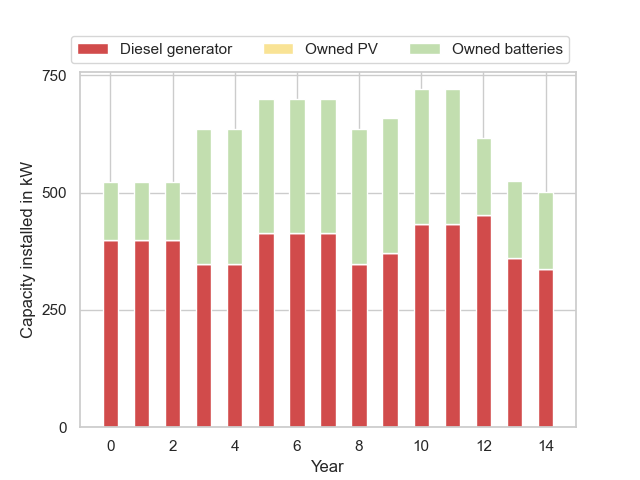 Diesel generator Owned PV Owned batteries
750
500
250
0
Capacity installed in kW
0 2 4 6 8 10 12 14
Year